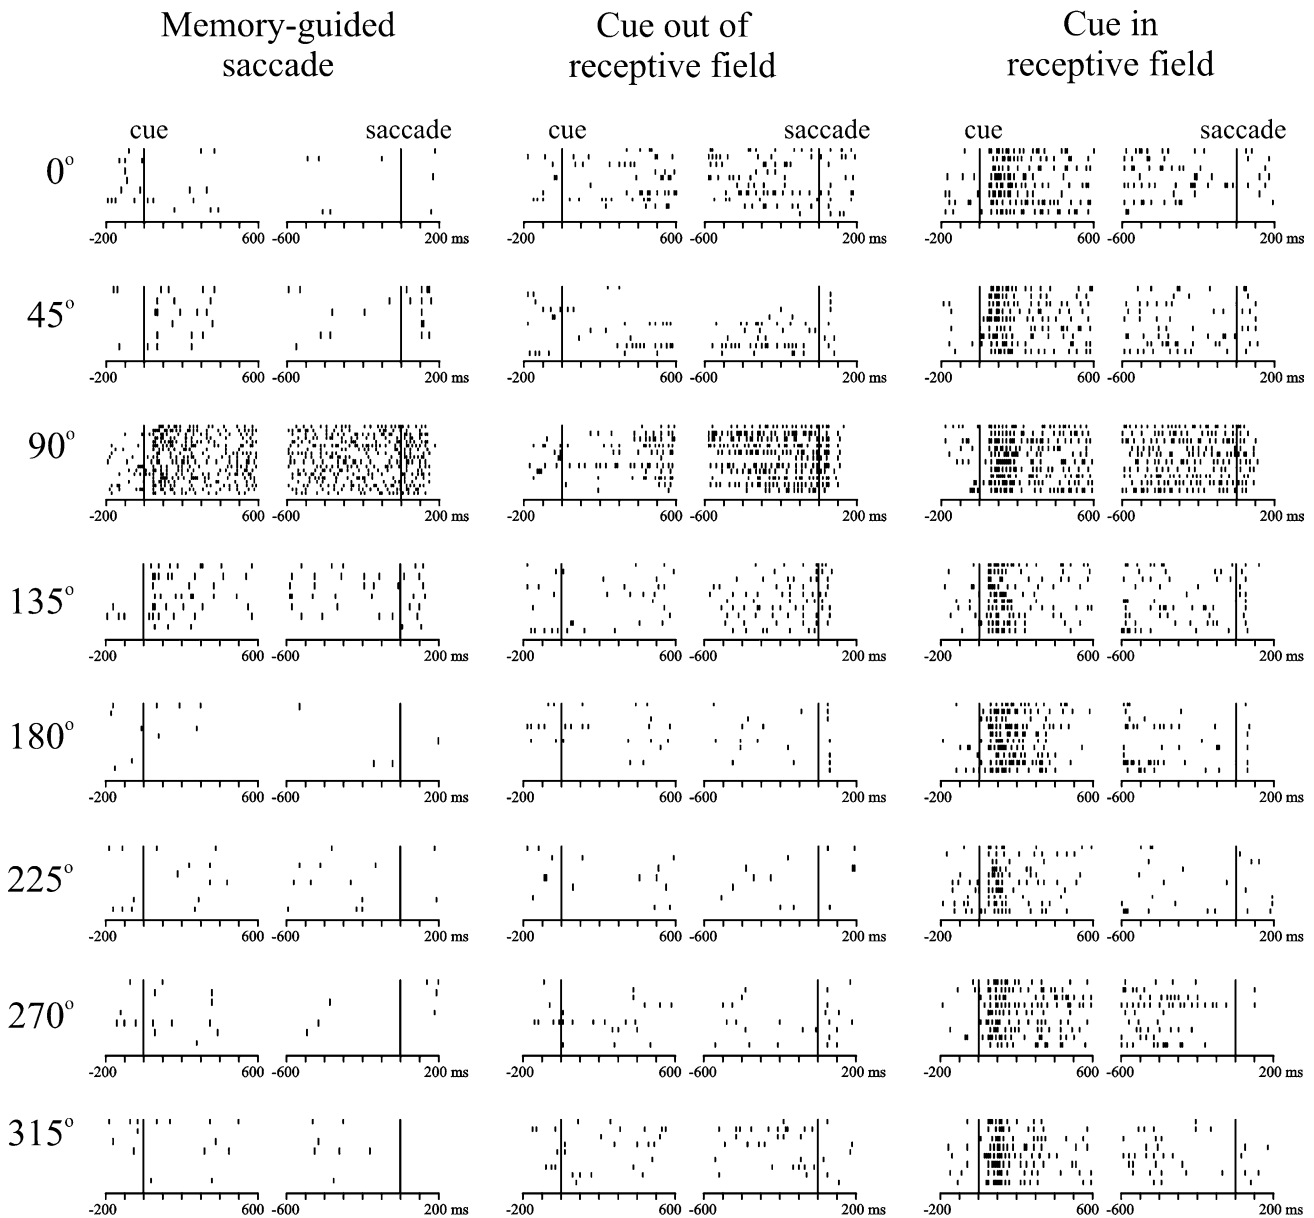 Memory-guided saccade
Cue out of receptive field
Cue in receptive field
cue saccade cue saccade cue saccade
0°
-200 600 -600 200 ms -200 600 -600 200 ms -200 600 -600 200 ms
45°
-200 600 -600 200 ms -200 600 -600 200 ms -200 600 -600 200 ms
90°
-200 600 -600 200 ms -200 600 -600 200 ms -200 600 -600 200 ms
135°
-200 600 -600 200 ms -200 600 -600 200 ms -200 600 -600 200 ms
180°
-200 600 -600 200 ms -200 600 -600 200 ms -200 600 -600 200 ms
225°
-200 600 -600 200 ms -200 600 -600 200 ms -200 600 -600 200 ms
270°
-200 600 -600 200 ms -200 600 -600 200 ms -200 600 -600 200 ms
315°
-200 600 -600 200 ms -200 600 -600 200 ms -200 600 -600 200 ms